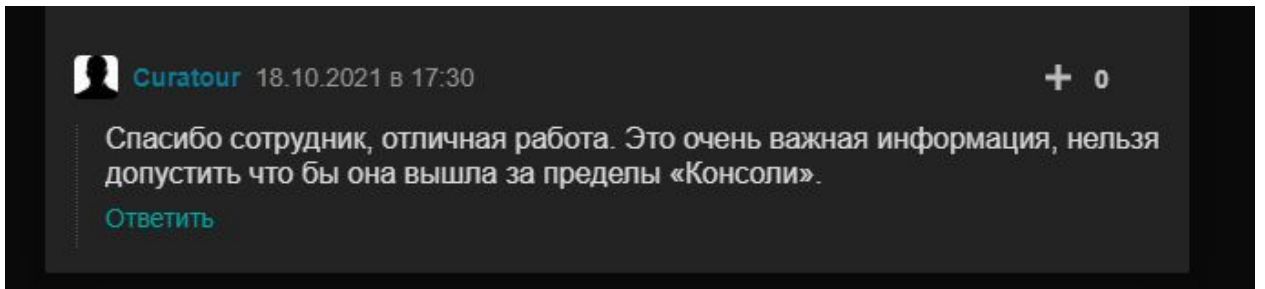 Curatour 18.10.2021 в 17:30 + 0
Спасибо сотрудник, отличная работа. Это очень важная информация, нельзя
допустить что бы она вышла за пределы «Консоли».
Ответить